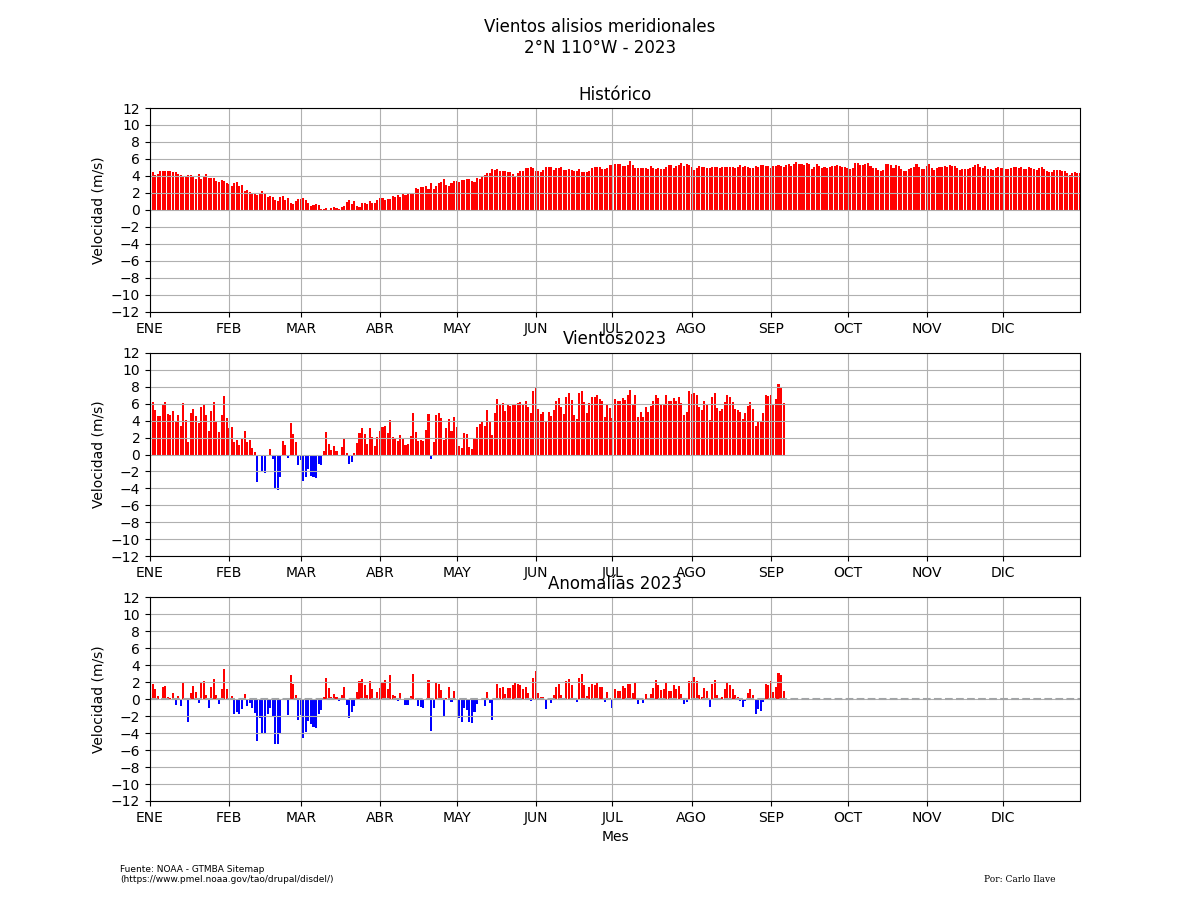 Vientos alisios meridionales
2°N 110°W - 2023
Histórico
12
10
8
6
4
2
0
−2
−4
−6
−8
−10
−12
Velocidad (m/s)
ENE FEB MAR ABR MAY JUN JUL AGO SEP OCT NOV DIC
Vientos2023
12
10
8
6
4
2
0
−2
−4
−6
−8
−10
−12
Velocidad (m/s)
ENE FEB MAR ABR MAY JUN JUL AGO SEP OCT NOV DIC
Anomalías 2023
12
10
8
6
4
2
0
−2
−4
−6
−8
−10
−12
Velocidad (m/s)
ENE FEB MAR ABR MAY JUN JUL AGO SEP OCT NOV DIC
Mes
Fuente: NOAA - GTMBA Sitemap
(https://www.pmel.noaa.gov/tao/drupal/disdel/)
Por: Carlo Ilave